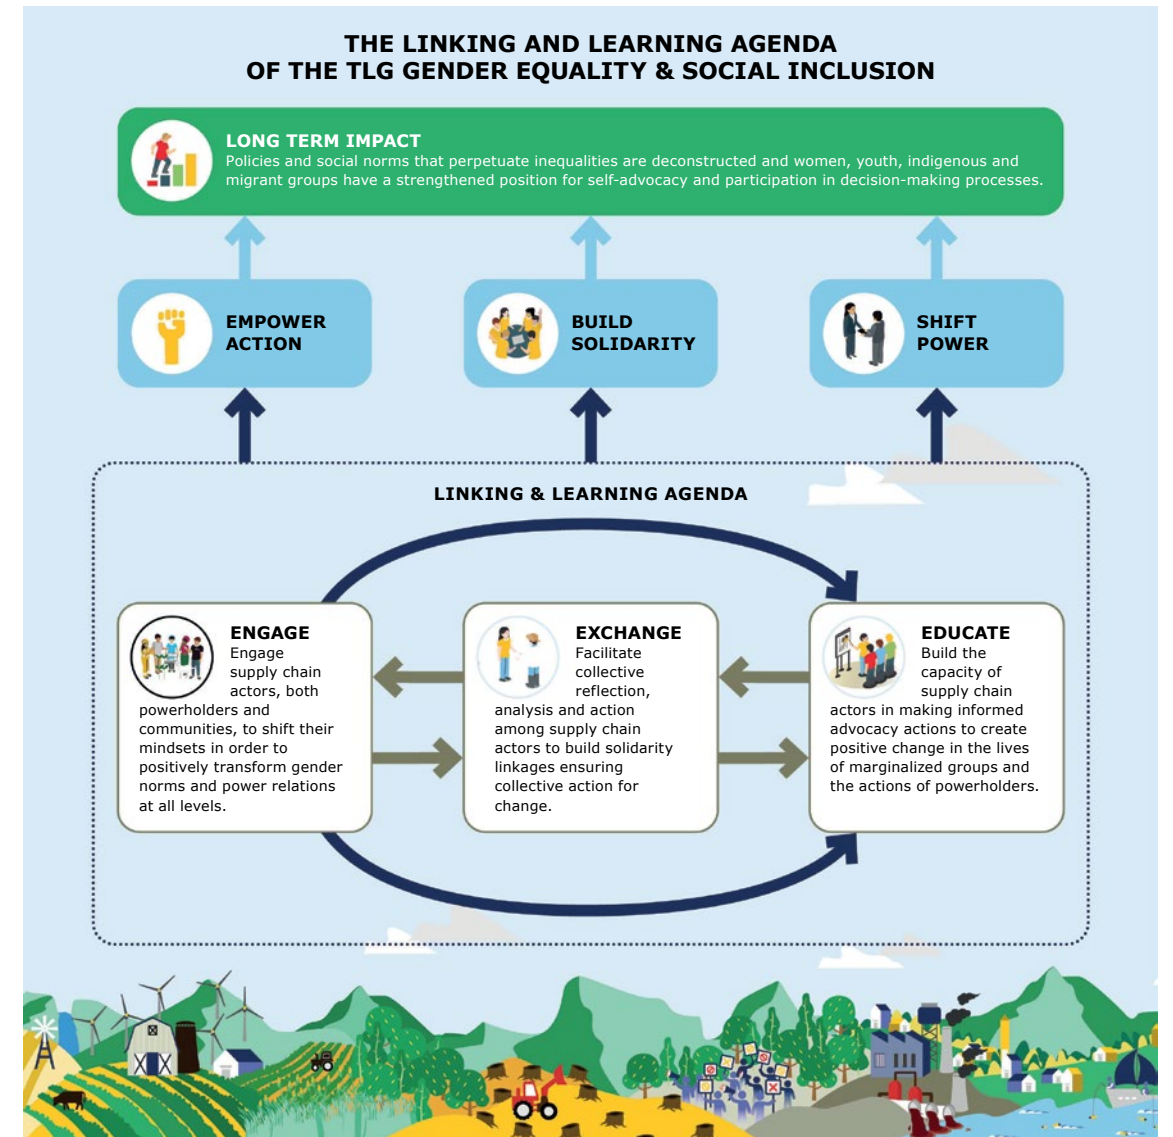 THE LINKING AND LEARNING AGENDA
OF THE TLG GENDER EQUALITY & SOCIAL INCLUSION
LONG TERM IMPACT
Policies and social norms that perpetuate inequalities are deconstructed and women, youth, indigenous and
migrant groups have a strengthened position for self-advocacy and participation in decision-making processes.
EMPOWER
ACTION
BUILD
SOLIDARITY
SHIFT
POWER
LINKING & LEARNING AGENDA
ENGAGE
Engage
supply chain
actors, both
powerholders and
communities, to shift their
mindsets in order to
positively transform gender
norms and power relations
at all levels.
EXCHANGE
Facilitate
collective
reflection,
analysis and action
among supply chain
actors to build solidarity
linkages ensuring
collective action for
change.
EDUCATE
Build the
capacity of
supply chain
actors in making informed
advocacy actions to create
positive change in the lives
of marginalized groups and
the actions of powerholders.